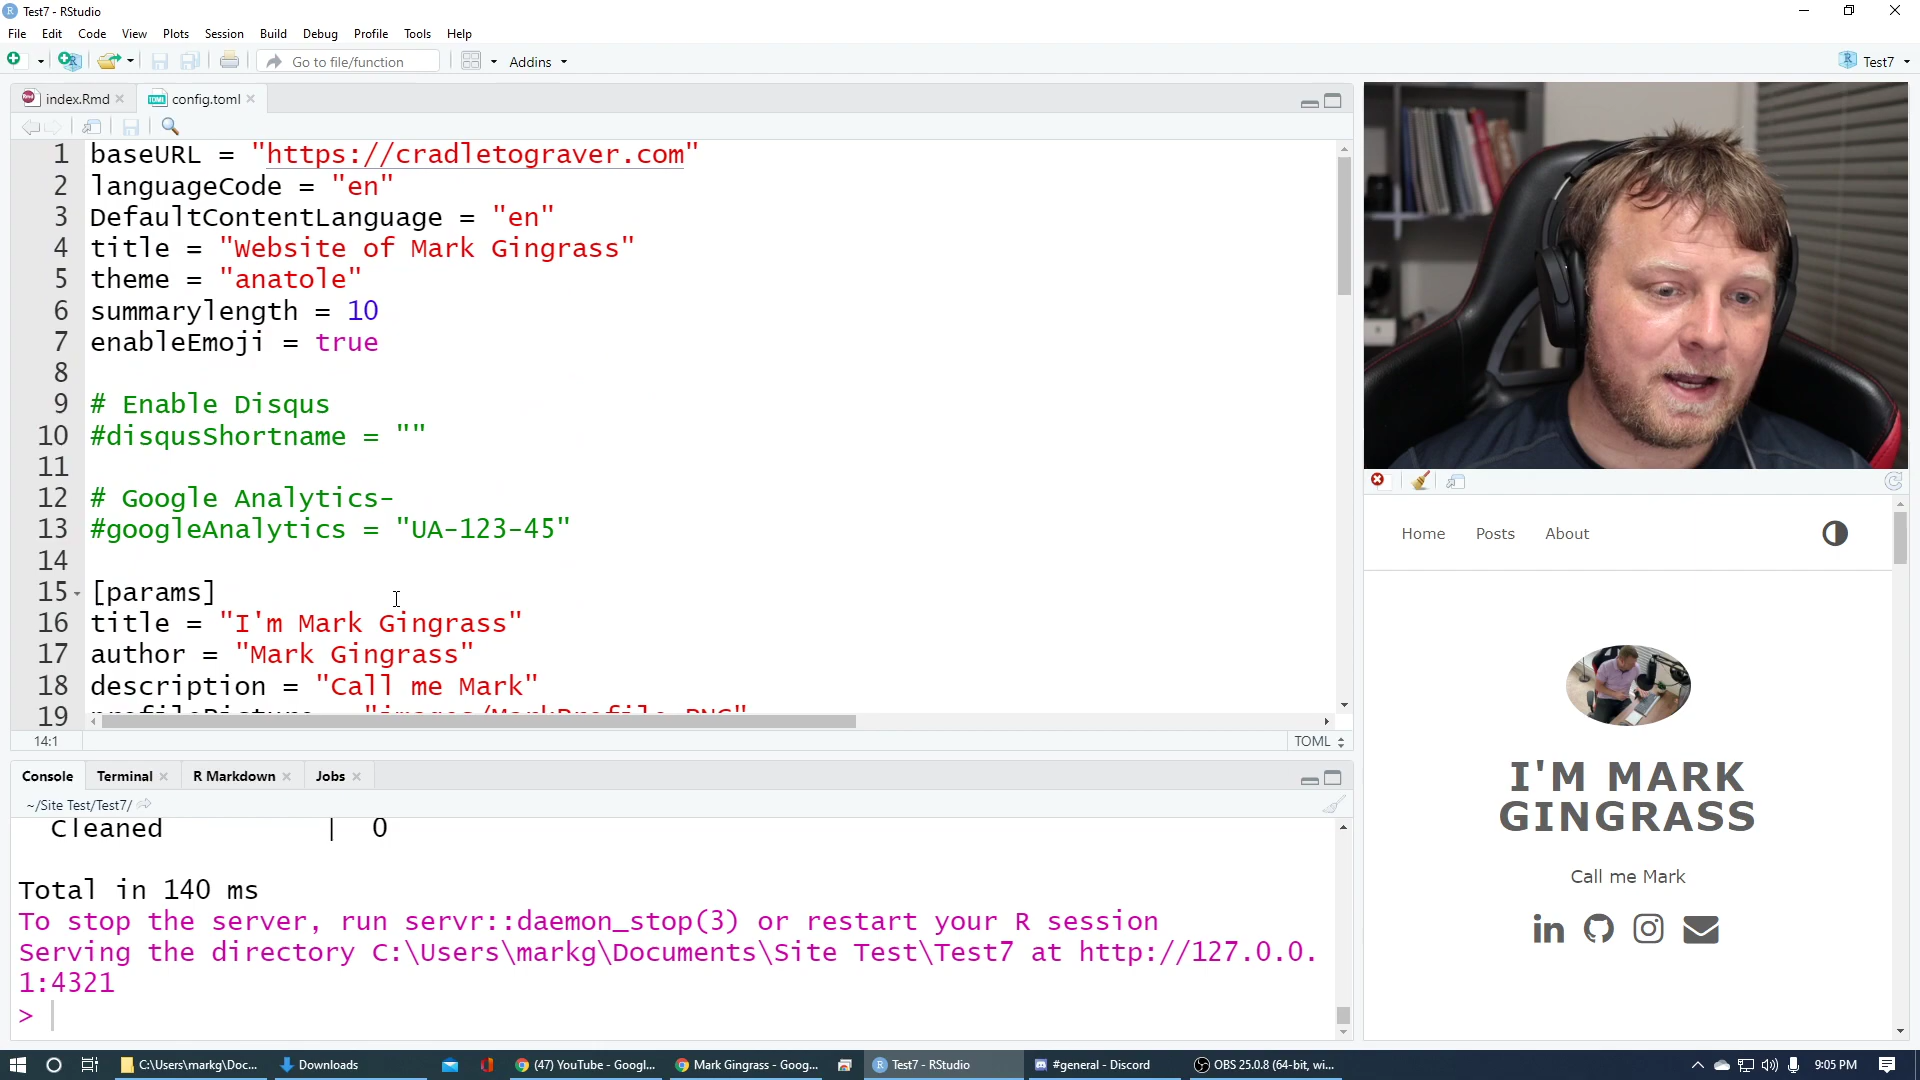 Test7 - RStudio
File Edit Code View Plots Session Build Debug Profile Tools Help
Go to file/function
Addins
Test7
index.Rmd
config.toml
1 baseURL = "https://cradletograver.com"
2 languageCode = "en"
3 DefaultContentLanguage = "en"
4 title = "Website of Mark Gingrass"
5 theme = "anatole"
6 summarylength = 10
7 enableEmoji = true
8
9 # Enable Disqus
10 #disqusShortname = ""
11
12 # Google Analytics-
13 #googleAnalytics = "UA-123-45"
14
15 [params]
16 title = "I'm Mark Gingrass"
17 author = "Mark Gingrass"
18 description = "Call me Mark"
19 profilePicture = "images/MarkProfile.PNG"
14:1
TOML
Console Terminal R Markdown Jobs
~/Site Test/Test7/
Cleaned | 0
Total in 140 ms
To stop the server, run servr::daemon_stop(3) or restart your R session
Serving the directory C:\Users\markg\Documents\Site Test\Test7 at http://127.0.0.
1:4321
>
Home Posts About
I'M MARK
GINGRASS
Call me Mark
C:\Users\markg\Doc...
Downloads
(47) YouTube - Googl...
Mark Gingrass - Goog...
Test7 - RStudio
#general - Discord
OBS 25.0.8 (64-bit, wi...
9:05 PM